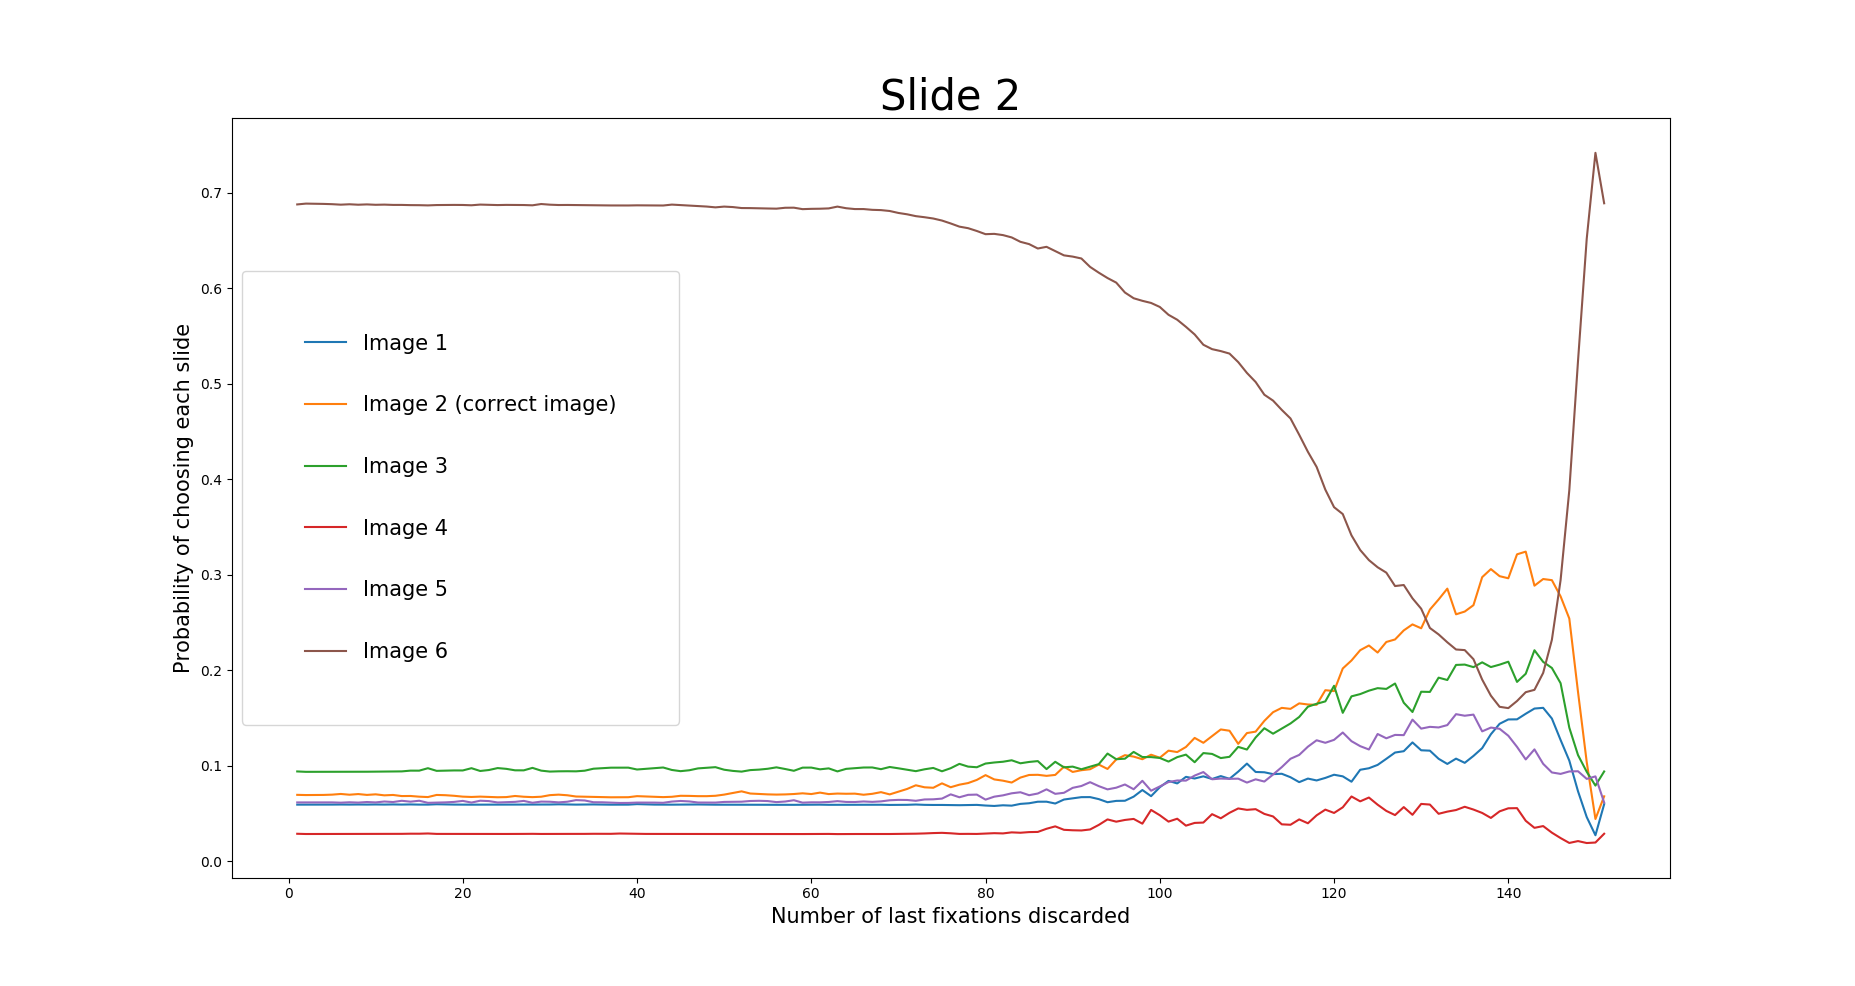 Slide 2
Probability of choosing each slide
0.7
0.6
0.5
0.4
0.3
0.2
0.1
0.0
Image 1
Image 2 (correct image)
Image 3
Image 4
Image 5
Image 6
0 20 40 60 80 100 120 140
Number of last fixations discarded